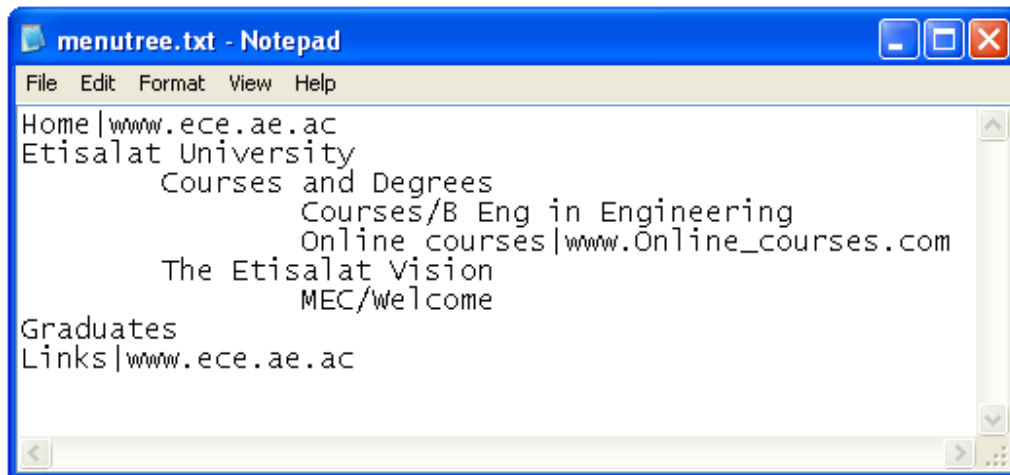 menutree.txt - Notepad
File Edit Format View Help
Home|www.ece.ae.ac
Etisalat University
        Courses and Degrees
                Courses/B Eng in Engineering
                Online courses|www.Online_courses.com
        The Etisalat Vision
                MEC/Welcome
Graduates
Links|www.ece.ae.ac